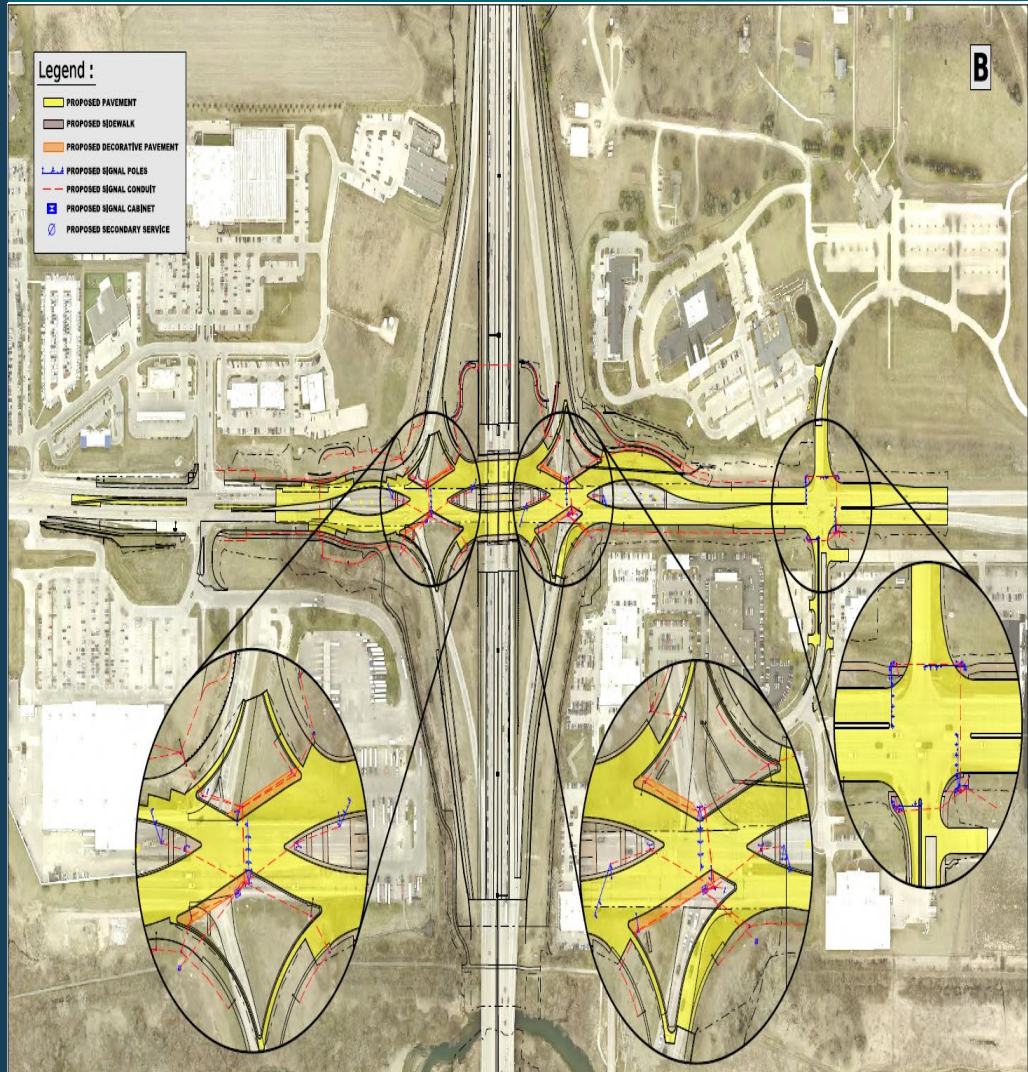 Legend :
PROPOSED PAVEMENT
PROPOSED SIDEWALK
PROPOSED DECORATIVE PAVEMENT
PROPOSED SIGNAL POLES
PROPOSED SIGNAL CONDUIT
PROPOSED SIGNAL CABINET
PROPOSED SECONDARY SERVICE
B